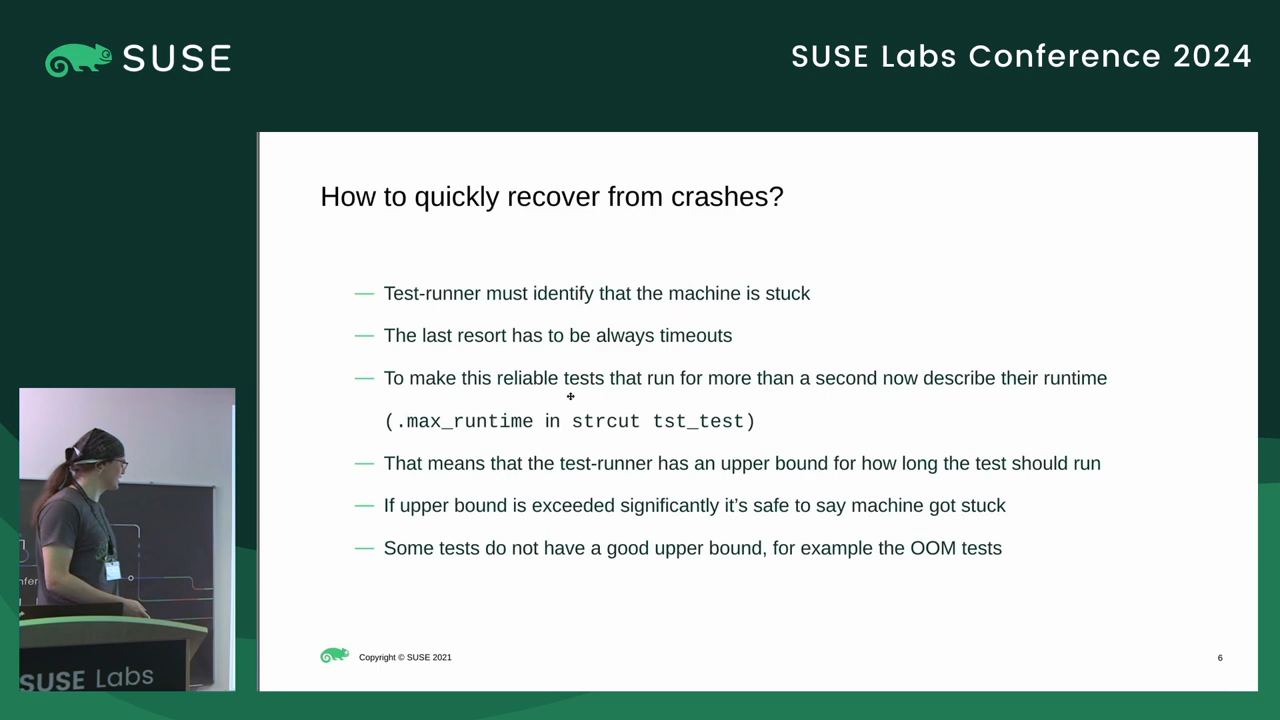 SUSE
SUSE Labs Conference 2024
How to quickly recover from crashes?
— Test-runner must identify that the machine is stuck
— The last resort has to be always timeouts
— To make this reliable tests that run for more than a second now describe their runtime
(.max_runtime in strcut tst_test)
— That means that the test-runner has an upper bound for how long the test should run
— If upper bound is exceeded significantly it’s safe to say machine got stuck
— Some tests do not have a good upper bound, for example the OOM tests
Copyright © SUSE 2021
6
SUSE Labs